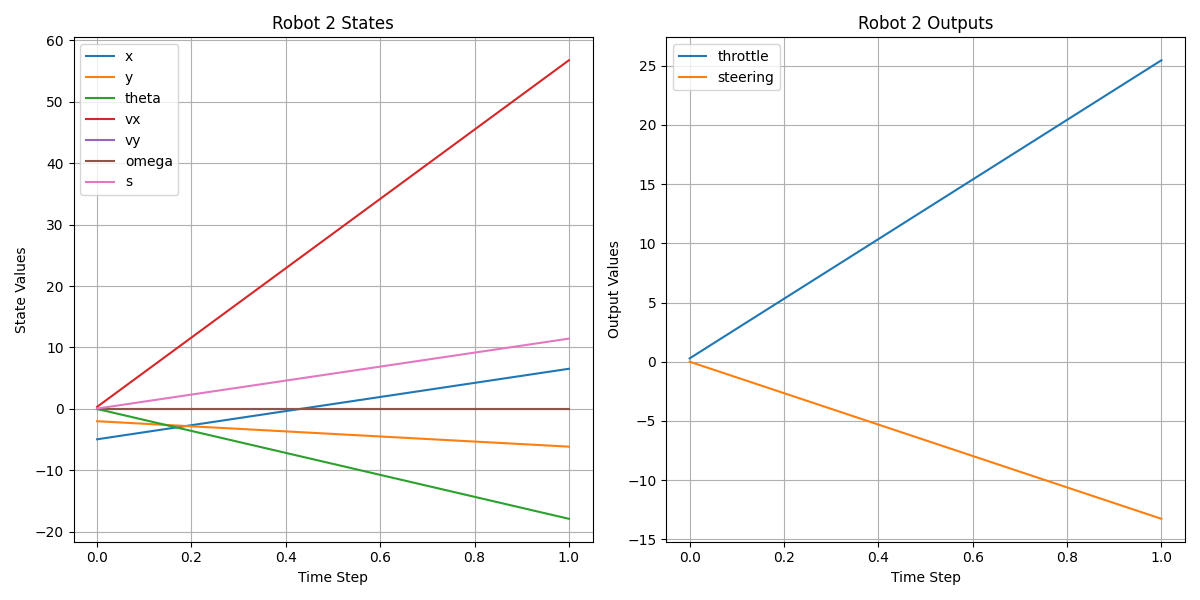 Robot 2 States
60
50
40
30
20
10
0
−10
−20
State Values
x
y
theta
vx
vy
omega
s
0.0 0.2 0.4 0.6 0.8 1.0
Time Step
Robot 2 Outputs
25
20
15
10
5
0
−5
−10
−15
Output Values
throttle
steering
0.0 0.2 0.4 0.6 0.8 1.0
Time Step